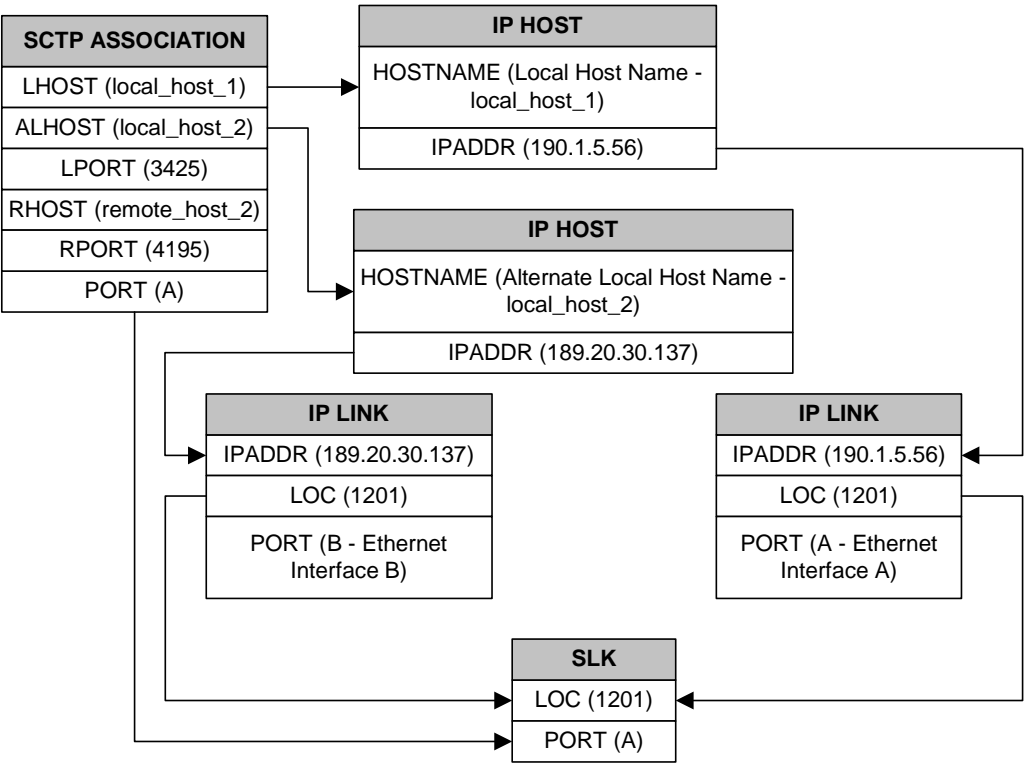 SCTP ASSOCIATION
LHOST (local_host_1)
ALHOST (local_host_2)
LPORT (3425)
RHOST (remote_host_2)
RPORT (4195)
PORT (A)
IP HOST
HOSTNAME (Local Host Name -
local_host_1)
IPADDR (190.1.5.56)
IP HOST
HOSTNAME (Alternate Local Host Name -
local_host_2)
IPADDR (189.20.30.137)
IP LINK
IPADDR (189.20.30.137)
LOC (1201)
PORT (B - Ethernet
Interface B)
IP LINK
IPADDR (190.1.5.56)
LOC (1201)
PORT (A - Ethernet
Interface A)
SLK
LOC (1201)
PORT (A)